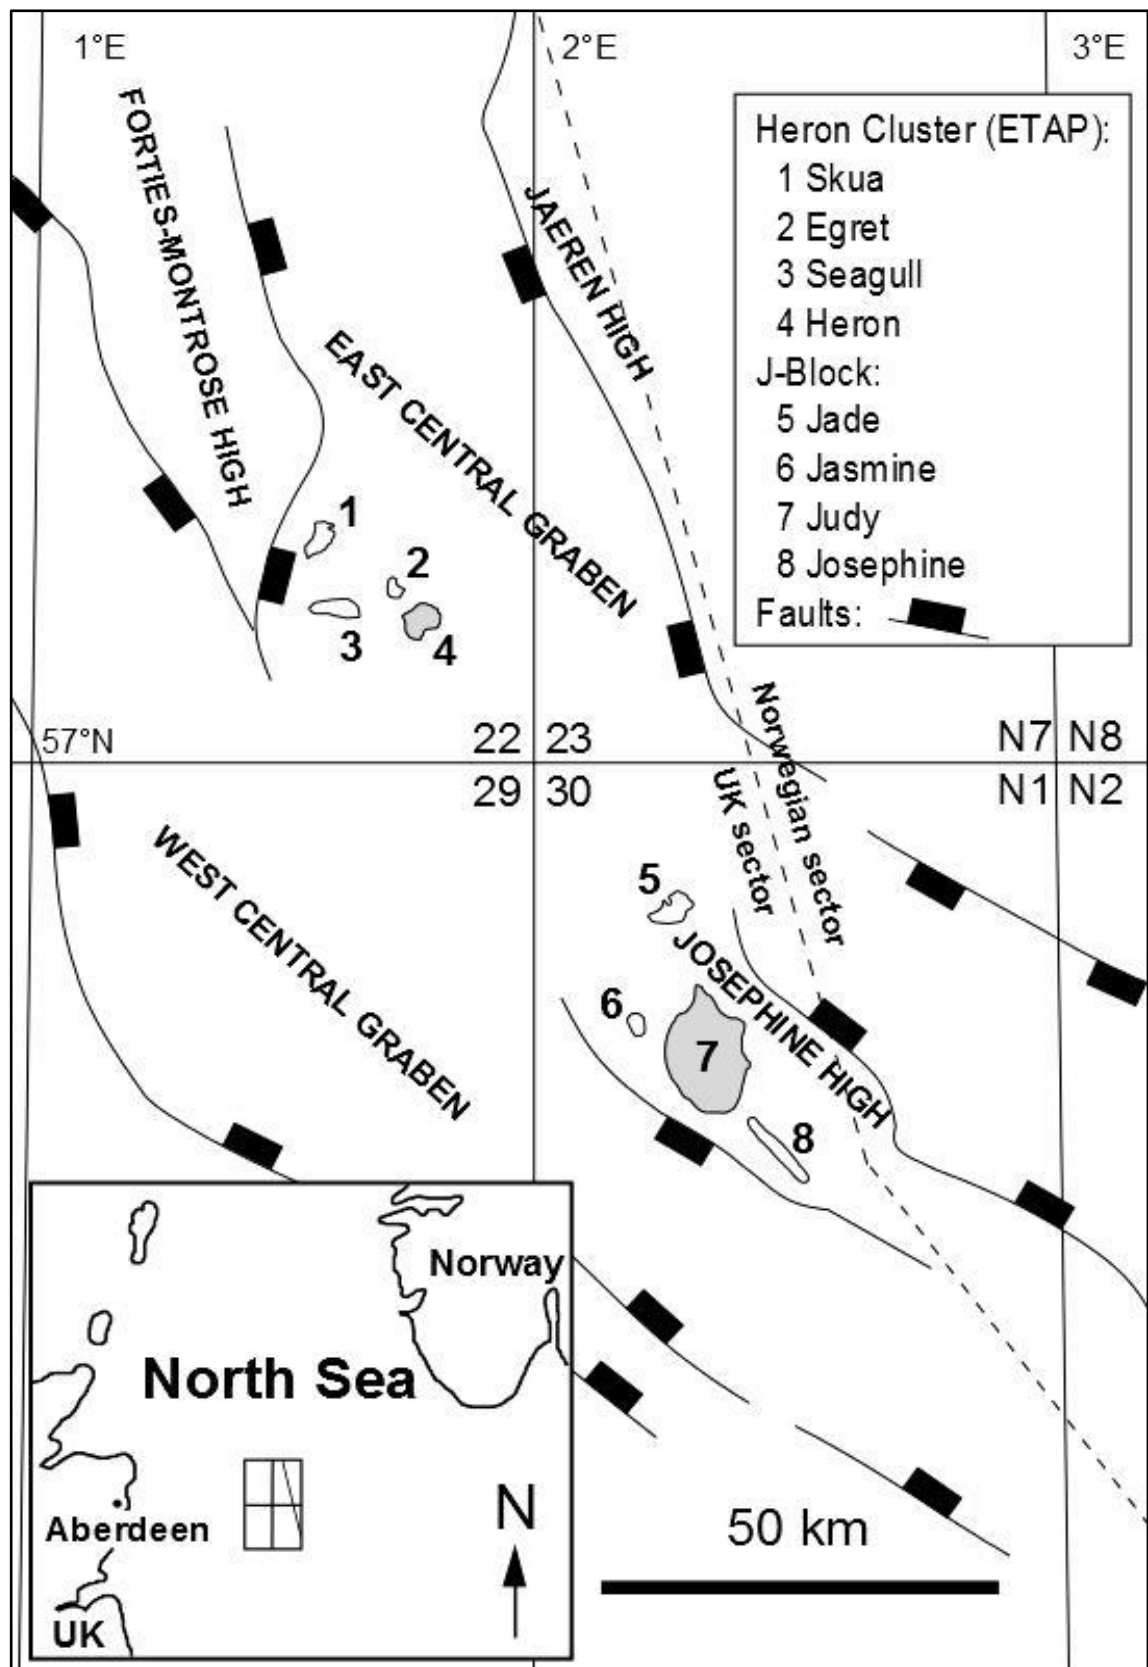 1°E
2°E
3°E
FORTIES-MONTROSE HIGH
JAEREN HIGH
EAST CENTRAL GRABEN
Heron Cluster (ETAP):
1 Skua
2 Egret
3 Seagull
4 Heron
J-Block:
5 Jade
6 Jasmine
7 Judy
8 Josephine
Faults:
1
2
3
4
57°N
22
23
N7
N8
29
30
N1
N2
Norwegian sector
UK sector
WEST CENTRAL GRABEN
5
JOSEPHINE HIGH
6
7
8
Norway
North Sea
Aberdeen
UK
N
50 km